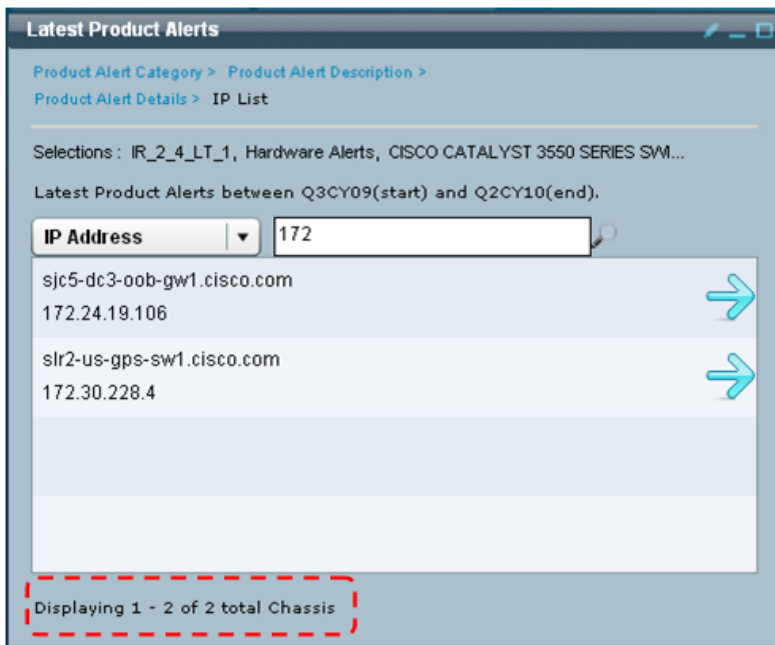 Latest Product Alerts
Product Alert Category > Product Alert Description >
Product Alert Details > IP List
Selections : IR_2_4_LT_1, Hardware Alerts, CISCO CATALYST 3550 SERIES SWI...
Latest Product Alerts between Q3CY09(start) and Q2CY10(end).
IP Address 172
sjc5-dc3-oob-gw1.cisco.com
172.24.19.106
slr2-us-gps-sw1.cisco.com
172.30.228.4
Displaying 1 - 2 of 2 total Chassis